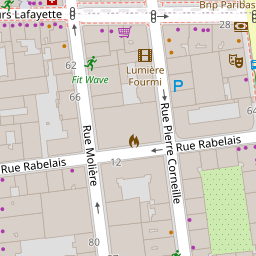 Bnp Paribas
28
urs Lafayette
62
Fit Wave
Lumière
Fourmi
66
Rue Molière
Rue Pierre Corneille
Rue Rabelais
Rue Rabelais
12
80